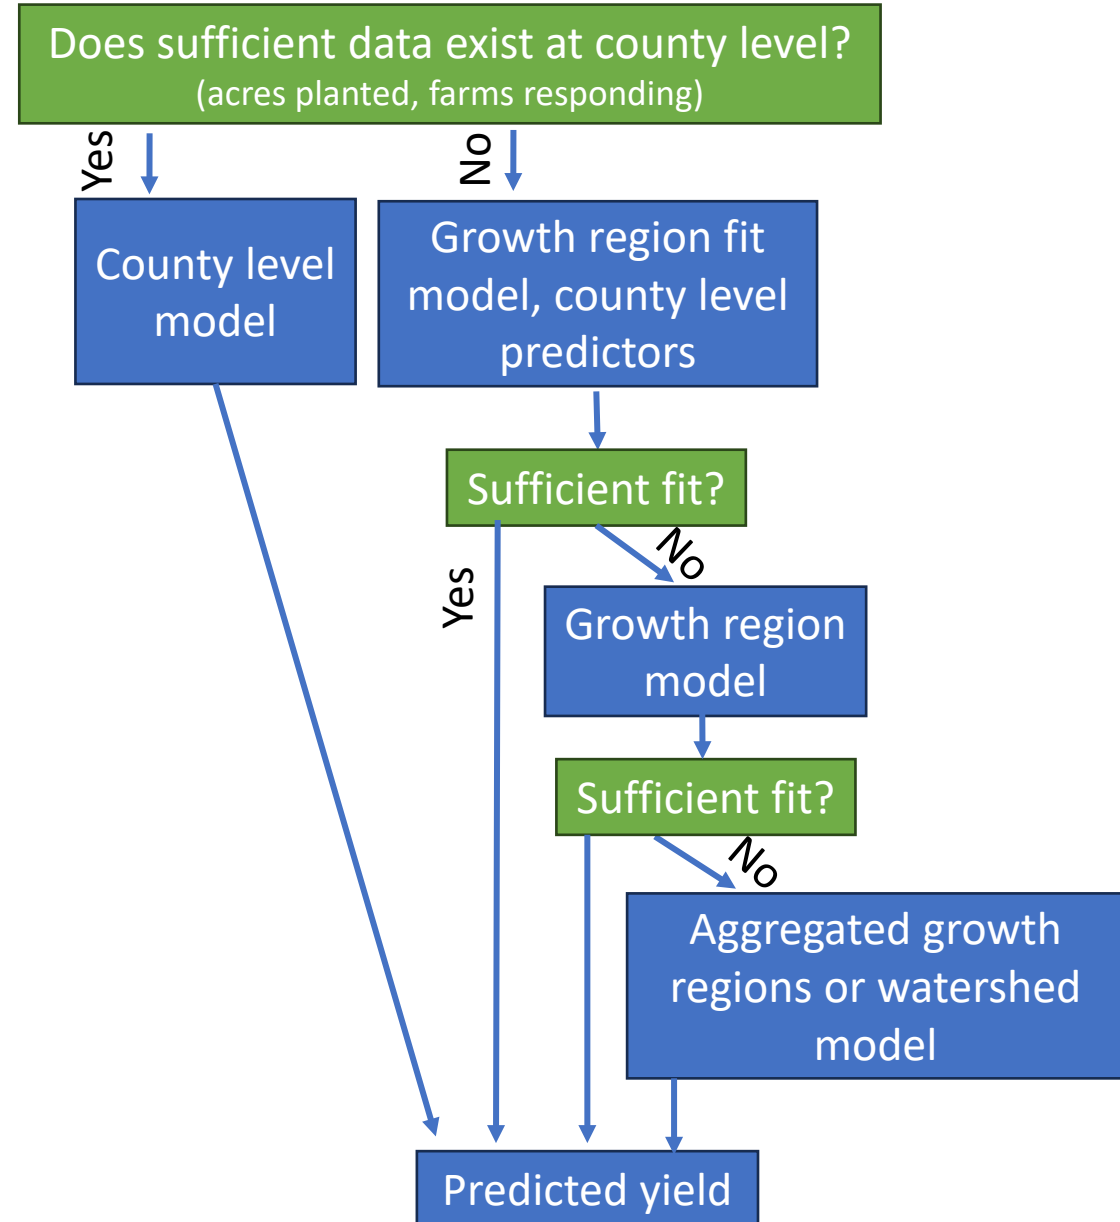 Does sufficient data exist at county level?
(acres planted, farms responding)
Yes
No
County level
model
Growth region fit
model, county level
predictors
Sufficient fit?
No
Yes
Growth region
model
Sufficient fit?
No
Aggregated growth
regions or watershed
model
Predicted yield